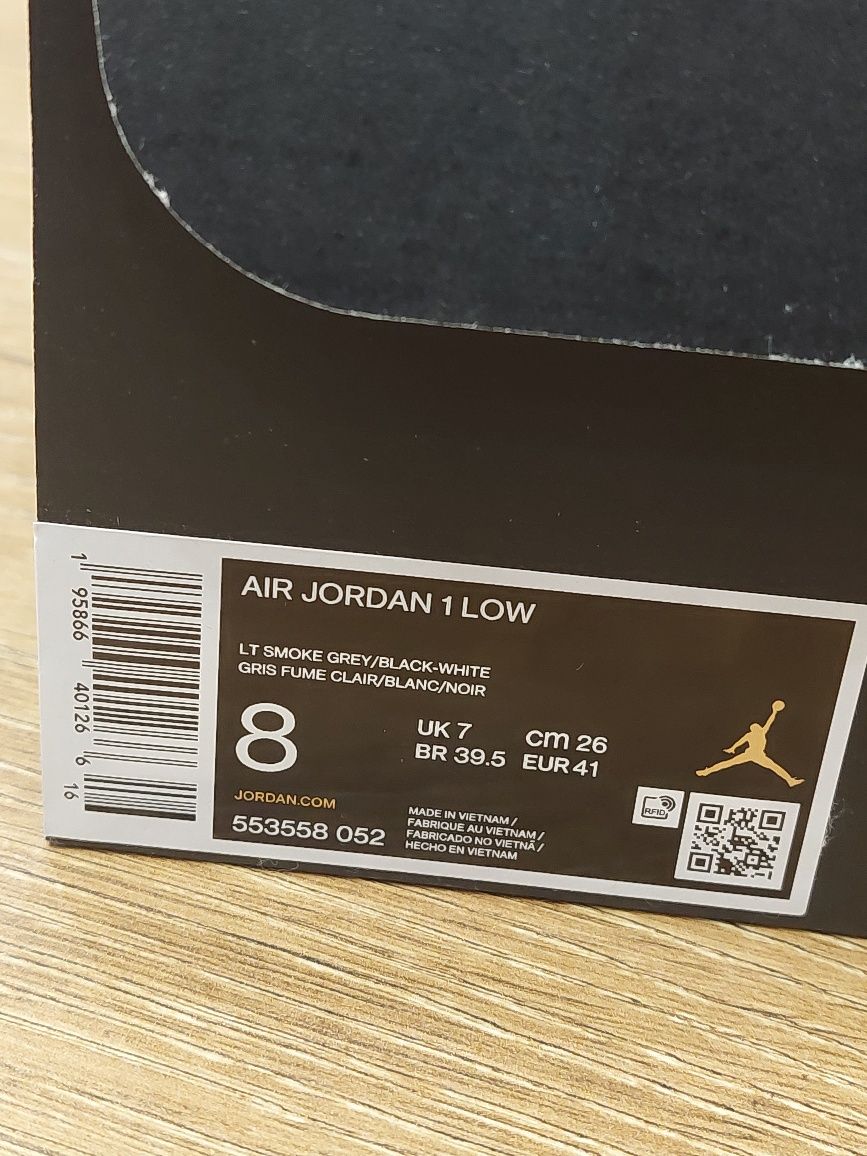 AIR JORDAN 1 LOW
LT SMOKE GREY/BLACK-WHITE
GRIS FUME CLAIR/BLANC/NOIR
8
UK 7 cm 26
BR 39.5 EUR 41
JORDAN.COM
553558 052
MADE IN VIETNAM /
FABRIQUE AU VIETNAM /
FABRICADO NO VIETNÃ /
HECHO EN VIETNAM
RFID
1 95866 40126 6 16